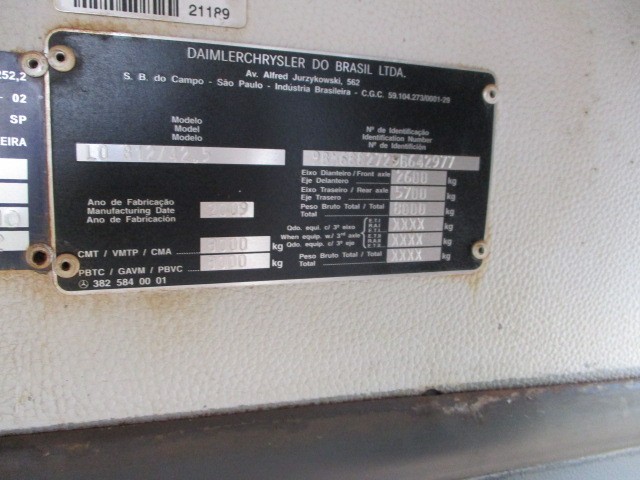 21189
252,2
02
SP
EIRA
DAIMLERCHRYSLER DO BRASIL LTDA.
Av. Alfred Jurzykowski, 562
S. B. do Campo - São Paulo - Indústria Brasileira - C.G.C. 59.104.273/0001-29
Modelo
Model
Modelo
Nº de Identificação
Identification Number
Nº de Identifición
Eixo Dianteiro / Front axle
Eje Delantero
2600 kg
Eixo Traseiro / Rear axle
Eje Trasero
5700 kg
Ano de Fabricação
Manufacturing Date
Ano de Fabricación
Peso Bruto Total / Total
Total
8000 kg
Qdo. equi. c/ 3º eixo
When equip. w/ 3rd axle
Qdo. equip. c/ 3º eje
XXXX kg
XXXX kg
Peso Bruto Total / Total
Total
XXXX kg
CMT / VMTP / CMA
kg
PBTC / GAVM / PBVC
kg
382 584 00 01